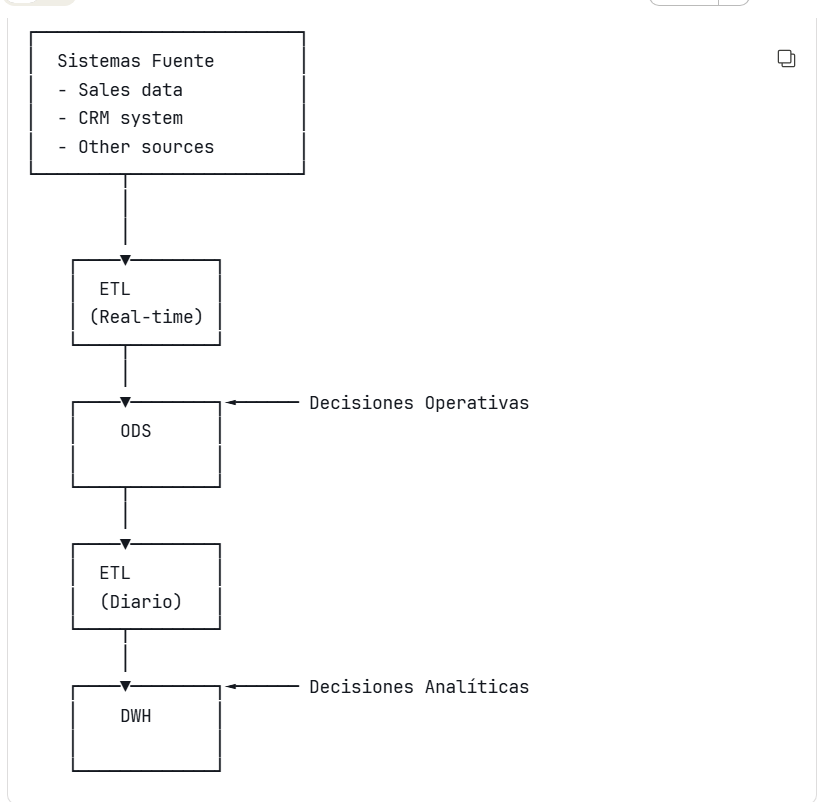 Sistemas Fuente
- Sales data
- CRM system
- Other sources
ETL
(Real-time)
Decisiones Operativas
ODS
ETL
(Diario)
Decisiones Analíticas
DWH